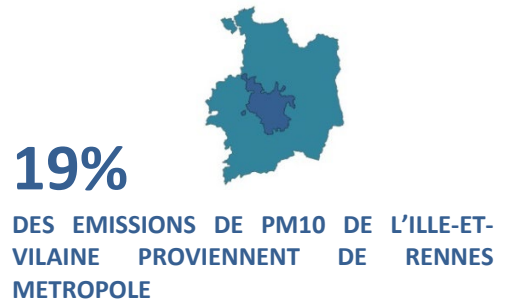 19%
DES EMISSIONS DE PM10 DE L'ILLE-ET-
VILAINE PROVIENNENT DE RENNES
METROPOLE